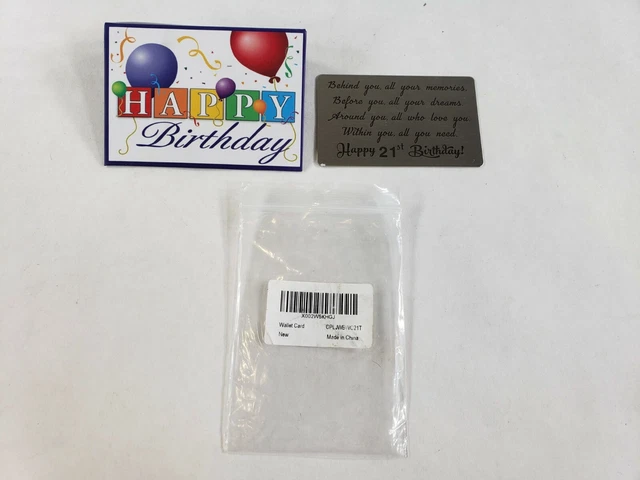 HAPPY
Birthday
Behind you, all your memories.
Before you, all your dreams.
Around you, all who love you.
Within you, all you need.
Happy 21st Birthday!
Wallet Card
New
Made in China